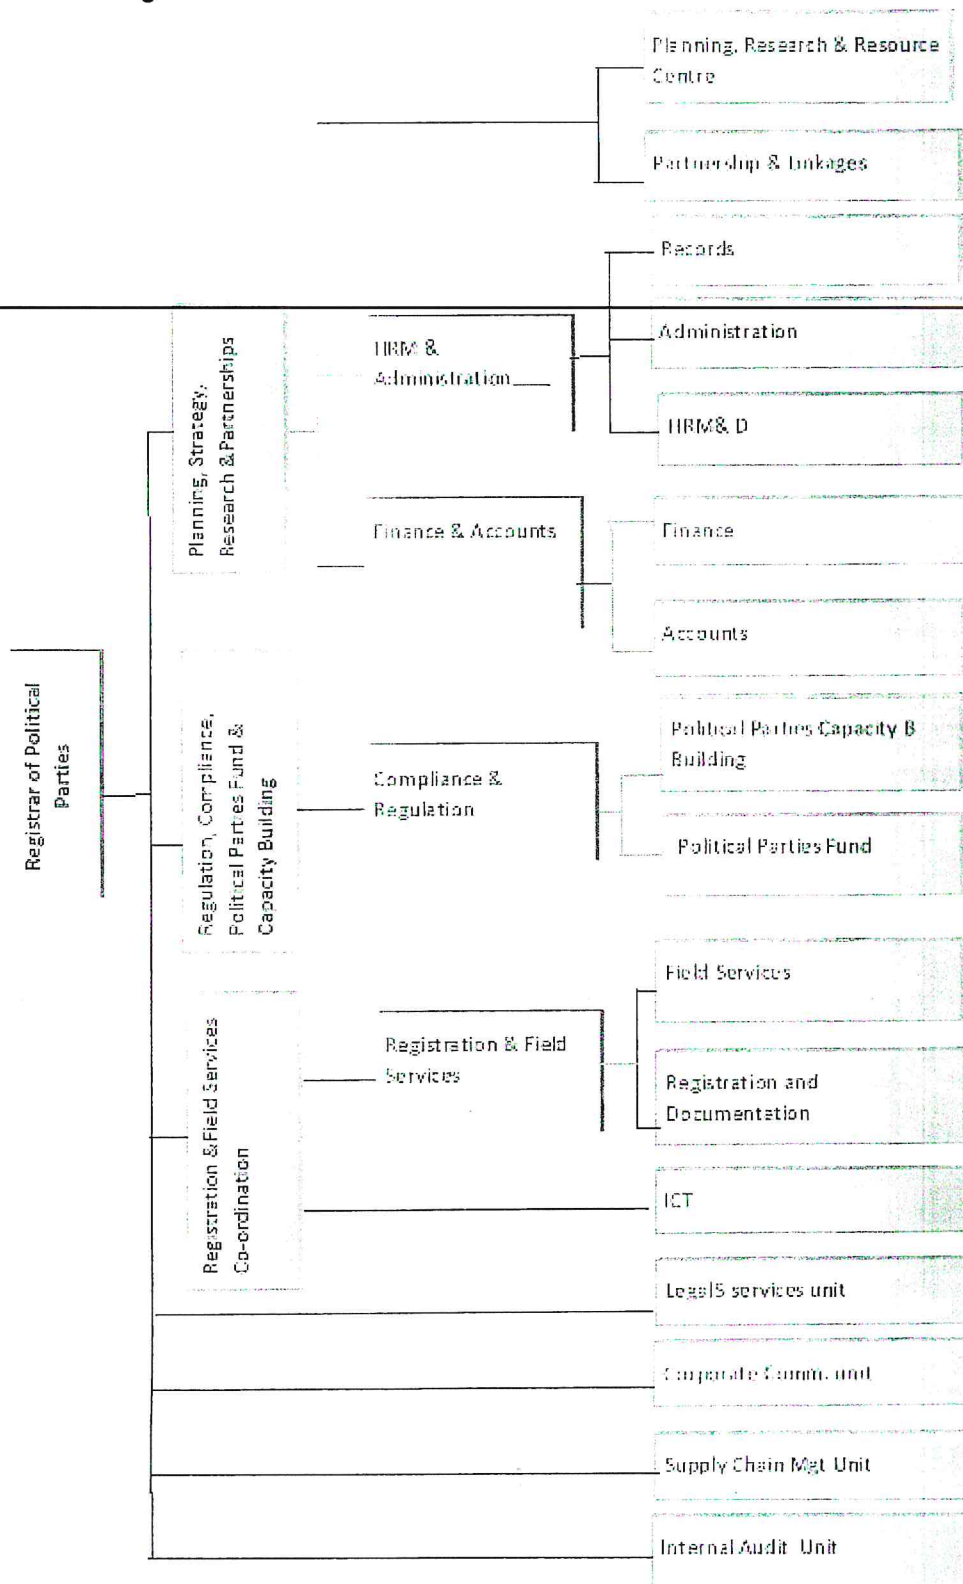 Planning, Research & Resource
Centre
Partnership & Linkages
Records
Administration
HRM& D
HRM &
Administration
Planning, Strategy,
Research &Partnerships
Finance & Accounts
Finance
Accounts
Registrar of Political
Parties
Regulation, Compliance,
Political Parties Fund &
Capacity Building
Compliance &
Regulation
Political Parties Capacity B
Building
Political Parties Fund
Registration &Field Services
Co-ordination
Registration & Field
Services
Field Services
Registration and
Documentation
ICT
LegalS services unit
Corporate Comm. unit
Supply Chain Mgt Unit
Internal Audit Unit